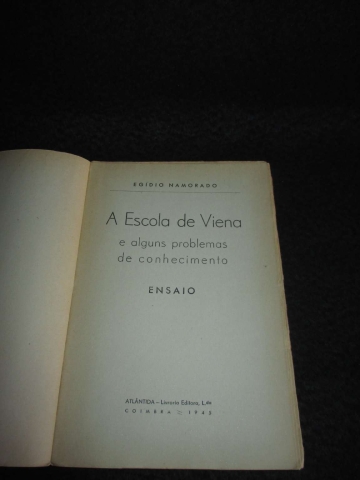 EGÍDIO NAMORADO
A Escola de Viena
e alguns problemas
de conhecimento
ENSAIO
ATLÂNTIDA — Livraria Editora, L.da
COIMBRA